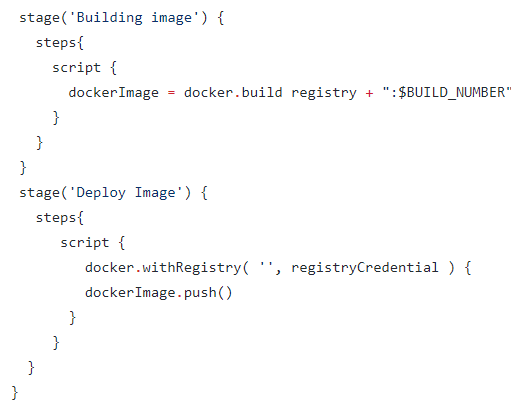 stage('Building image') {
steps{
script {
dockerImage = docker.build registry + ":$BUILD_NUMBER"
}
}
}
stage('Deploy Image') {
steps{
script {
docker.withRegistry( '', registryCredential ) {
dockerImage.push()
}
}
}
}